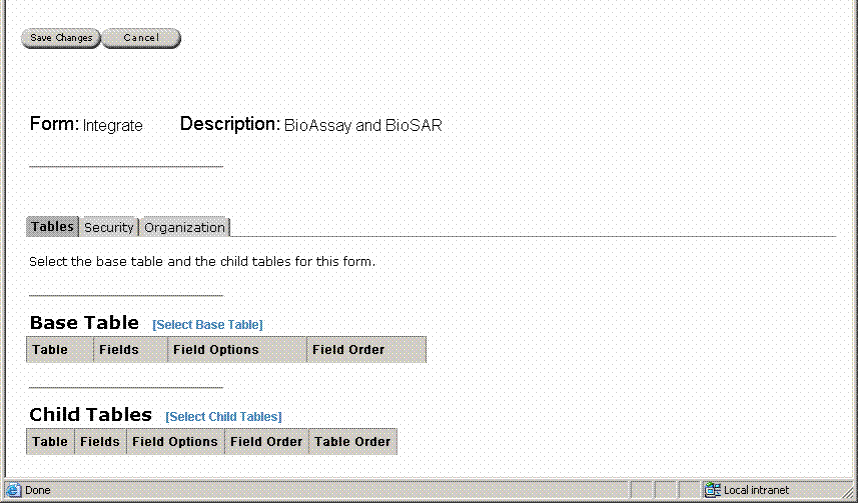 Save Changes Cancel
Form: Integrate Description: BioAssay and BioSAR
Tables Security Organization
Select the base table and the child tables for this form.
Base Table [Select Base Table]
Table Fields Field Options Field Order
Child Tables [Select Child Tables]
Table Fields Field Options Field Order Table Order
Done Local intranet